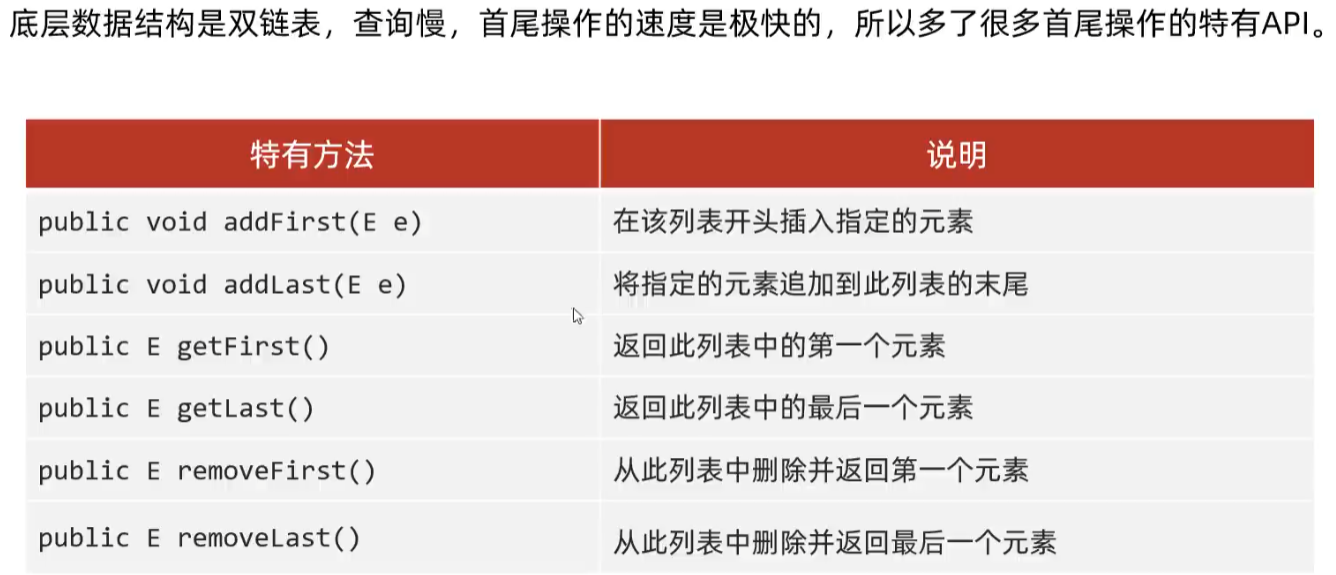 底层数据结构是双链表，查询慢，首尾操作的速度是极快的，所以多了很多首尾操作的特有API。
特有方法 说明
public void addFirst(E e) 在该列表开头插入指定的元素
public void addLast(E e) 将指定的元素追加到此列表的末尾
public E getFirst() 返回此列表中的第一个元素
public E getLast() 返回此列表中的最后一个元素
public E removeFirst() 从此列表中删除并返回第一个元素
public E removeLast() 从此列表中删除并返回最后一个元素